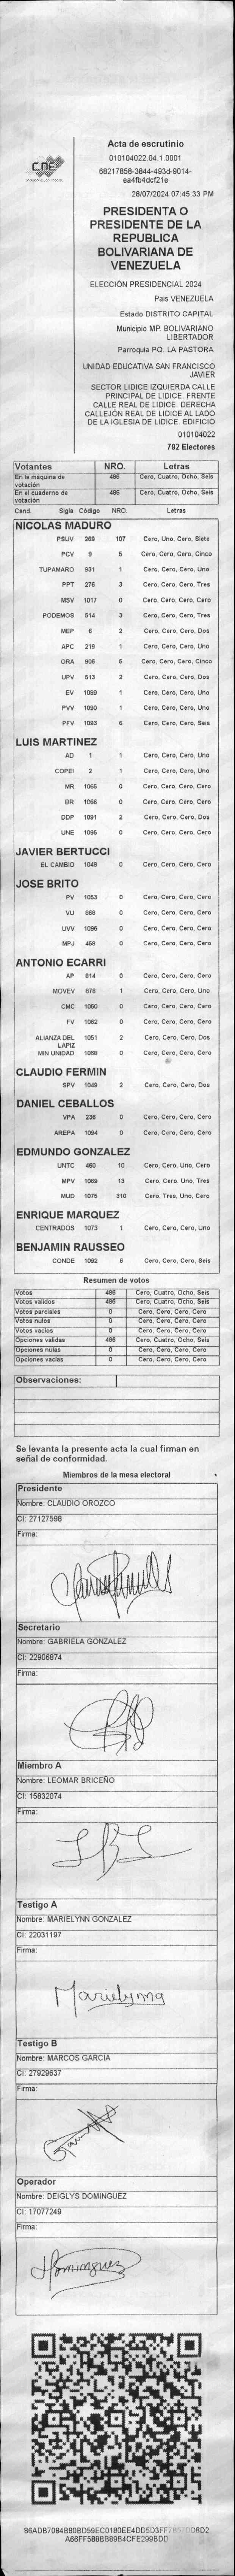 CNE
Acta de escrutinio
010104022.04.1.0001
68217858-3844-493d-9014-
ea4fb4dcf21e
28/07/2024 07:45:33 PM
PRESIDENTA O
PRESIDENTE DE LA
REPUBLICA
BOLIVARIANA DE
VENEZUELA
ELECCIÓN PRESIDENCIAL 2024
Pais VENEZUELA
Estado DISTRITO CAPITAL
Municipio MP. BOLIVARIANO
LIBERTADOR
Parroquia PQ. LA PASTORA
UNIDAD EDUCATIVA SAN FRANCISCO
JAVIER
SECTOR LIDICE IZQUIERDA CALLE
PRINCIPAL DE LIDICE. FRENTE
CALLE REAL DE LIDICE. DERECHA
CALLEJÓN REAL DE LIDICE AL LADO
DE LA IGLESIA DE LIDICE. EDIFICIO
010104022
792 Electores
Votantes NRO. Letras
En la máquina de votación 486 Cero, Cuatro, Ocho, Seis
En el cuaderno de votación 486 Cero, Cuatro, Ocho, Seis
Cand. Sigla Código NRO. Letras
NICOLAS MADURO
PSUV 269 107 Cero, Uno, Cero, Siete
PCV 9 5 Cero, Cero, Cero, Cinco
TUPAMARO 931 1 Cero, Cero, Cero, Uno
PPT 276 3 Cero, Cero, Cero, Tres
MSV 1017 0 Cero, Cero, Cero, Cero
PODEMOS 514 3 Cero, Cero, Cero, Tres
MEP 6 2 Cero, Cero, Cero, Dos
APC 219 1 Cero, Cero, Cero, Uno
ORA 906 5 Cero, Cero, Cero, Cinco
UPV 513 2 Cero, Cero, Cero, Dos
EV 1089 1 Cero, Cero, Cero, Uno
PVV 1090 1 Cero, Cero, Cero, Uno
PFV 1093 6 Cero, Cero, Cero, Seis
LUIS MARTINEZ
AD 1 1 Cero, Cero, Cero, Uno
COPEI 2 1 Cero, Cero, Cero, Uno
MR 1065 0 Cero, Cero, Cero, Cero
BR 1066 0 Cero, Cero, Cero, Cero
DDP 1091 2 Cero, Cero, Cero, Dos
UNE 1095 0 Cero, Cero, Cero, Cero
JAVIER BERTUCCI
EL CAMBIO 1048 0 Cero, Cero, Cero, Cero
JOSE BRITO
PV 1053 0 Cero, Cero, Cero, Cero
VU 868 0 Cero, Cero, Cero, Cero
UVV 1096 0 Cero, Cero, Cero, Cero
MPJ 458 0 Cero, Cero, Cero, Cero
ANTONIO ECARRI
AP 814 0 Cero, Cero, Cero, Cero
MOVEV 878 1 Cero, Cero, Cero, Uno
CMC 1050 0 Cero, Cero, Cero, Cero
FV 1062 0 Cero, Cero, Cero, Cero
ALIANZA DEL LAPIZ 1051 2 Cero, Cero, Cero, Dos
MIN UNIDAD 1059 0 Cero, Cero, Cero, Cero
CLAUDIO FERMIN
SPV 1049 2 Cero, Cero, Cero, Dos
DANIEL CEBALLOS
VPA 236 0 Cero, Cero, Cero, Cero
AREPA 1094 0 Cero, Cero, Cero, Cero
EDMUNDO GONZALEZ
UNTC 460 10 Cero, Cero, Uno, Cero
MPV 1069 13 Cero, Cero, Uno, Tres
MUD 1075 310 Cero, Tres, Uno, Cero
ENRIQUE MARQUEZ
CENTRADOS 1073 1 Cero, Cero, Cero, Uno
BENJAMIN RAUSSEO
CONDE 1092 6 Cero, Cero, Cero, Seis
Resumen de votos
Votos 486 Cero, Cuatro, Ocho, Seis
Votos validos 486 Cero, Cuatro, Ocho, Seis
Votos parciales 0 Cero, Cero, Cero, Cero
Votos nulos 0 Cero, Cero, Cero, Cero
Votos vacios 0 Cero, Cero, Cero, Cero
Opciones validas 486 Cero, Cuatro, Ocho, Seis
Opciones nulas 0 Cero, Cero, Cero, Cero
Opciones vacias 0 Cero, Cero, Cero, Cero
Observaciones:
Se levanta la presente acta la cual firman en
señal de conformidad.
Miembros de la mesa electoral
Presidente
Nombre: CLAUDIO OROZCO
CI: 27127598
Firma:
Secretario
Nombre: GABRIELA GONZALEZ
CI: 22906874
Firma:
Miembro A
Nombre: LEOMAR BRICEÑO
CI: 15832074
Firma:
Testigo A
Nombre: MARIELYNN GONZALEZ
CI: 22031197
Firma:
Testigo B
Nombre: MARCOS GARCIA
CI: 27929637
Firma:
Operador
Nombre: DEIGLYS DOMINGUEZ
CI: 17077249
Firma:
Dominguez